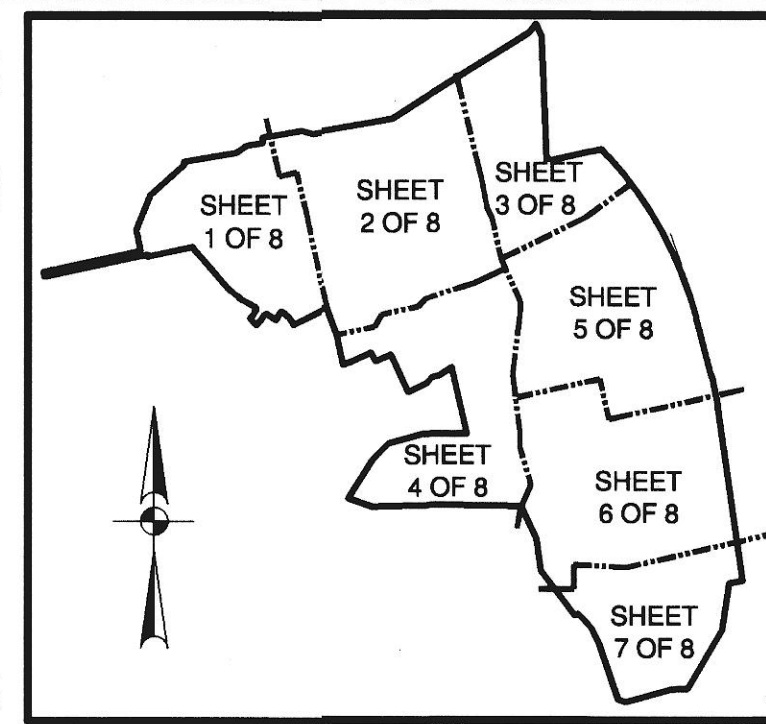 SHEET
1 OF 8
SHEET
2 OF 8
SHEET
3 OF 8
SHEET
4 OF 8
SHEET
5 OF 8
SHEET
6 OF 8
SHEET
7 OF 8